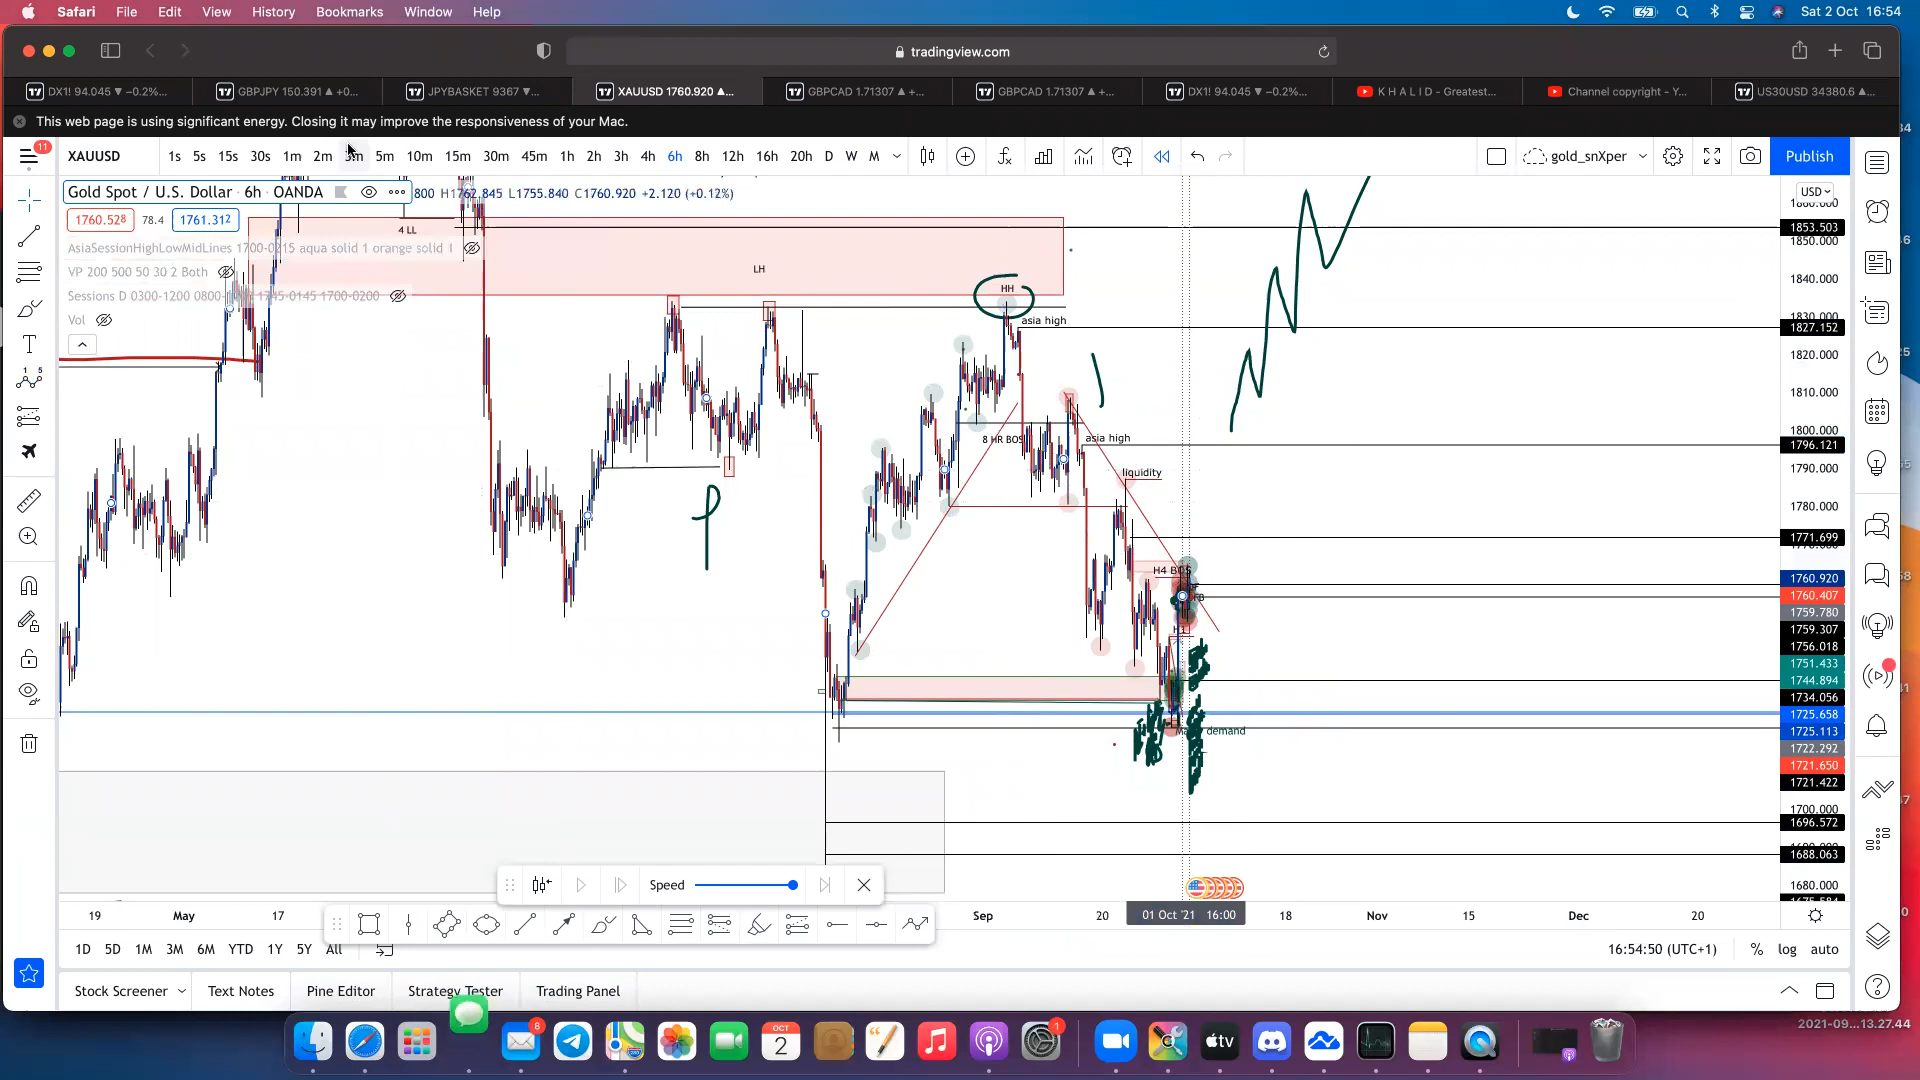 Safari File Edit View History Bookmarks Window Help Sat 2 Oct 16:54
tradingview.com
DX1! 94.045 ▼ −0.2%... GBPJPY 150.391 ▲ +0... JPYBASKET 9367 ▼... XAUUSD 1760.920 ▲... GBPCAD 1.71307 ▲ +... GBPCAD 1.71307 ▲ +... DX1! 94.045 ▼ −0.2%... K H A L I D - Greatest... Channel copyright - Y... US30USD 34380.6 ▲...
This web page is using significant energy. Closing it may improve the responsiveness of your Mac.
11
XAUUSD 1s 5s 15s 30s 1m 2m 3m 5m 10m 15m 30m 45m 1h 2h 3h 4h 6h 8h 12h 16h 20h D W M gold_snXper Publish
Gold Spot / U.S. Dollar 6h OANDA 800 H1762.845 L1755.840 C1760.920 +2.120 (+0.12%)
USD
1760.528 78.4 1761.312
4 LL
1853.503
AsiaSessionHighLowMidLines 1700-0215 aqua solid 1 orange solid 1
1850.000
LH
VP 200 500 50 30 2 Both
1840.000
HH
Sessions D 0300-1200 0800- 1745-0145 1700-0200
Vol
asia high
1830.000
1827.152
1820.000
1810.000
1800.000
8 HR BOS
asia high
1796.121
1790.000
liquidity
1780.000
1771.699
H4 BOS
1760.920
1760.407
1759.780
1759.307
H1
1756.018
1751.433
1744.894
1734.056
1725.658
demand
1725.113
1722.292
1721.650
1721.422
1700.000
1696.572
1688.063
Speed
1680.000
19 May 17 Sep 20 01 Oct '21 16:00 18 Nov 15 Dec 20
1D 5D 1M 3M 6M YTD 1Y 5Y All 16:54:50 (UTC+1) % log auto
Stock Screener Text Notes Pine Editor Strategy Tester Trading Panel
2021-09...13.27.44
8
OCT
2
1
tv